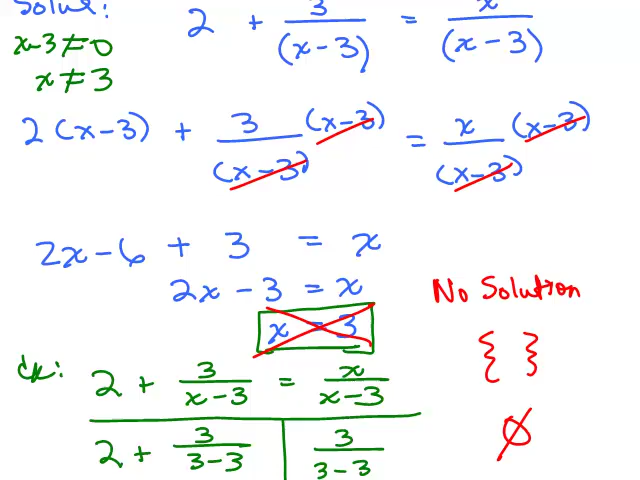 Solve:
2 + 3/(x-3) = x/(x-3)
x-3 ≠ 0
x ≠ 3
2(x-3) + 3/(x-3) (x-3) = x/(x-3) (x-3)
2x-6 + 3 = x
2x - 3 = x
No Solution
x = 3
{ }
ck:
2 + 3/(x-3) = x/(x-3)
∅
2 + 3/(3-3) | 3/(3-3)